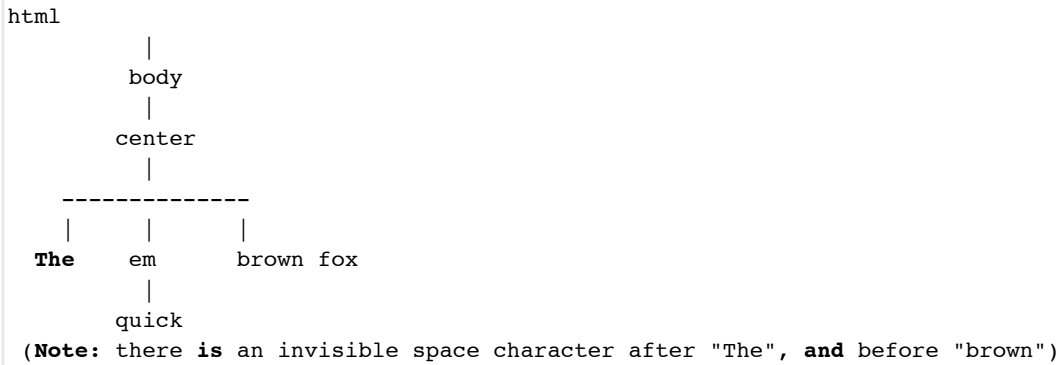 html
|
body
|
center
|
--------------
| | |
The em brown fox
|
quick
(Note: there is an invisible space character after "The", and before "brown")